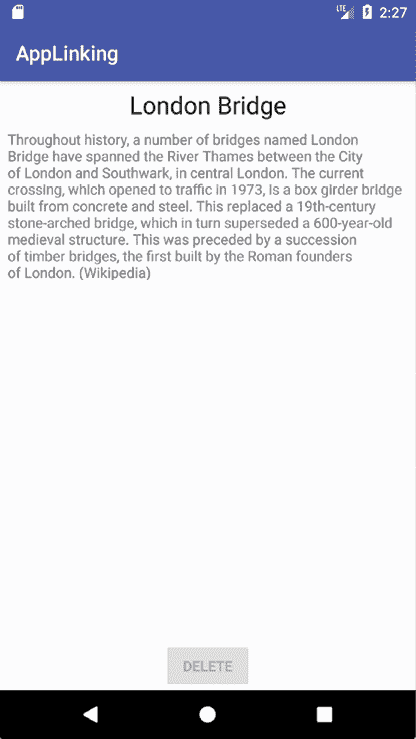 LTE 2:27
AppLinking
London Bridge
Throughout history, a number of bridges named London
Bridge have spanned the River Thames between the City
of London and Southwark, in central London. The current
crossing, which opened to traffic in 1973, is a box girder bridge
built from concrete and steel. This replaced a 19th-century
stone-arched bridge, which in turn superseded a 600-year-old
medieval structure. This was preceded by a succession
of timber bridges, the first built by the Roman founders
of London. (Wikipedia)
DELETE